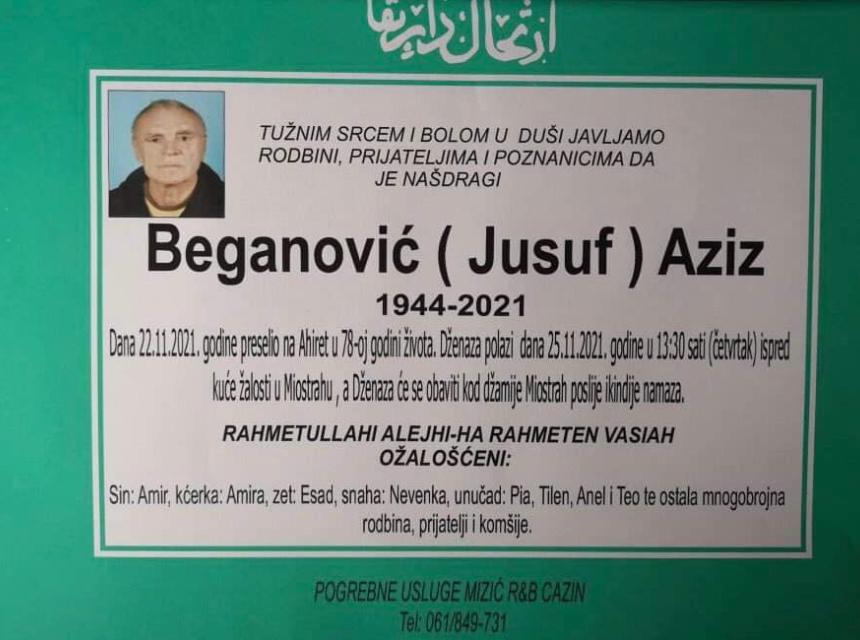 TUŽNIM SRCEM I BOLOM U DUŠI JAVLJAMO
RODBINI, PRIJATELJIMA I POZNANICIMA DA
JE NAŠDRAGI
Beganović ( Jusuf ) Aziz
1944-2021
Dana 22.11.2021. godine preselio na Ahiret u 78-oj godini života. Dženaza polazi dana 25.11.2021. godine u 13:30 sati (četvrtak) ispred
kuće žalosti u Miostrahu , a Dženaza će se obaviti kod džamije Miostrah poslije ikindije namaza.
RAHMETULLAHI ALEJHI-HA RAHMETEN VASIAH
OŽALOŠĆENI:
Sin: Amir, kćerka: Amira, zet: Esad, snaha: Nevenka, unučad: Pia, Tilen, Anel i Teo te ostala mnogobrojna
rodbina, prijatelji i komšije.
POGREBNE USLUGE MIZIĆ R&B CAZIN
Tel: 061/849-731